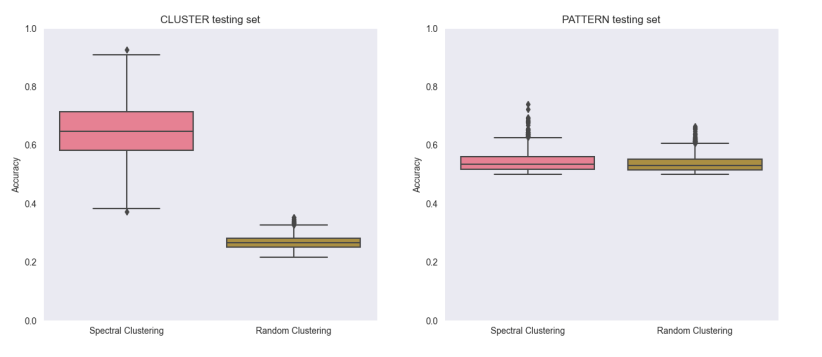 CLUSTER testing set
1.0
0.8
0.6
0.4
0.2
0.0
Accuracy
Spectral Clustering
Random Clustering
PATTERN testing set
1.0
0.8
0.6
0.4
0.2
0.0
Accuracy
Spectral Clustering
Random Clustering